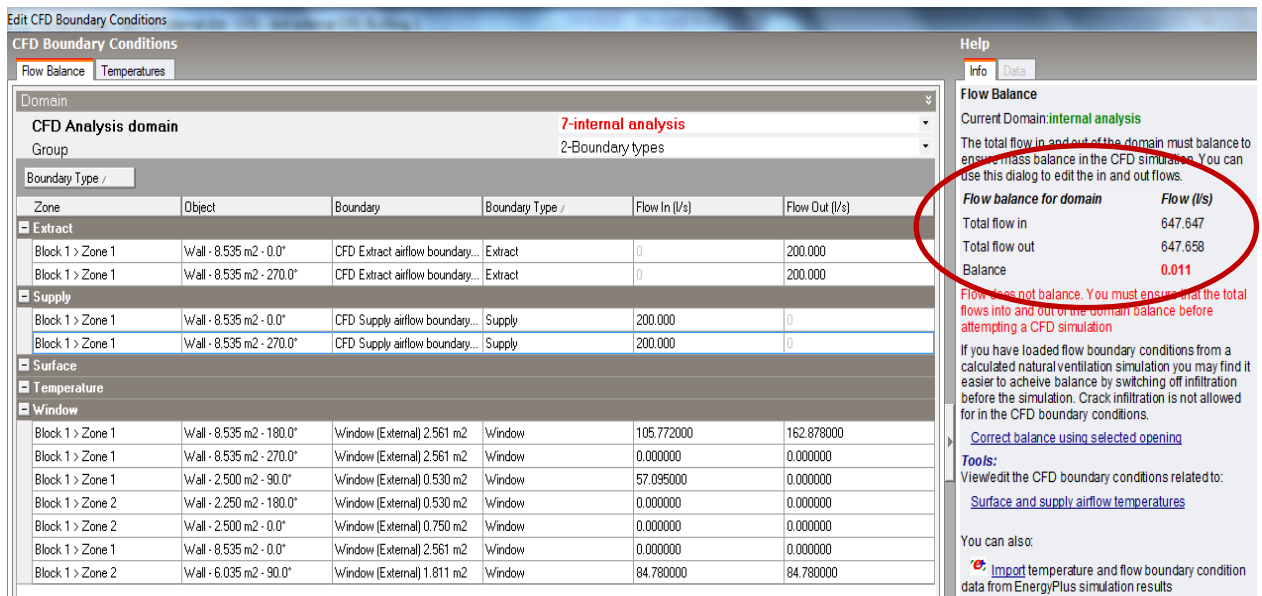 Edit CFD Boundary Conditions
CFD Boundary Conditions
Flow Balance Temperatures
Domain
CFD Analysis domain 7-internal analysis
Group 2-Boundary types
Boundary Type
Zone Object Boundary Boundary Type Flow In (l/s) Flow Out (l/s)
Extract
Block 1 > Zone 1 Wall - 8.535 m2 - 0.0° CFD Extract airflow boundary... Extract 0 200.000
Block 1 > Zone 1 Wall - 8.535 m2 - 270.0° CFD Extract airflow boundary... Extract 0 200.000
Supply
Block 1 > Zone 1 Wall - 8.535 m2 - 0.0° CFD Supply airflow boundary... Supply 200.000 0
Block 1 > Zone 1 Wall - 8.535 m2 - 270.0° CFD Supply airflow boundary... Supply 200.000 0
Surface
Temperature
Window
Block 1 > Zone 1 Wall - 8.535 m2 - 180.0° Window (External) 2.561 m2 Window 105.772000 162.878000
Block 1 > Zone 1 Wall - 8.535 m2 - 270.0° Window (External) 2.561 m2 Window 0.000000 0.000000
Block 1 > Zone 1 Wall - 2.500 m2 - 90.0° Window (External) 0.530 m2 Window 57.095000 0.000000
Block 1 > Zone 2 Wall - 2.250 m2 - 180.0° Window (External) 0.530 m2 Window 0.000000 0.000000
Block 1 > Zone 2 Wall - 2.500 m2 - 0.0° Window (External) 0.750 m2 Window 0.000000 0.000000
Block 1 > Zone 1 Wall - 8.535 m2 - 0.0° Window (External) 2.561 m2 Window 0.000000 0.000000
Block 1 > Zone 2 Wall - 6.035 m2 - 90.0° Window (External) 1.811 m2 Window 84.780000 84.780000
Help
Info Data
Flow Balance
Current Domain:internal analysis
The total flow in and out of the domain must balance to
ensure mass balance in the CFD simulation. You can
use this dialog to edit the in and out flows.
Flow balance for domain Flow (l/s)
Total flow in 647.647
Total flow out 647.658
Balance 0.011
Flow does not balance. You must ensure that the total
flows into and out of the domain balance before
attempting a CFD simulation
If you have loaded flow boundary conditions from a
calculated natural ventilation simulation you may find it
easier to acheive balance by switching off infiltration
before the simulation. Crack infiltration is not allowed
for in the CFD boundary conditions.
Correct balance using selected opening
Tools:
View/edit the CFD boundary conditions related to:
Surface and supply airflow temperatures
You can also:
Import temperature and flow boundary condition
data from EnergyPlus simulation results